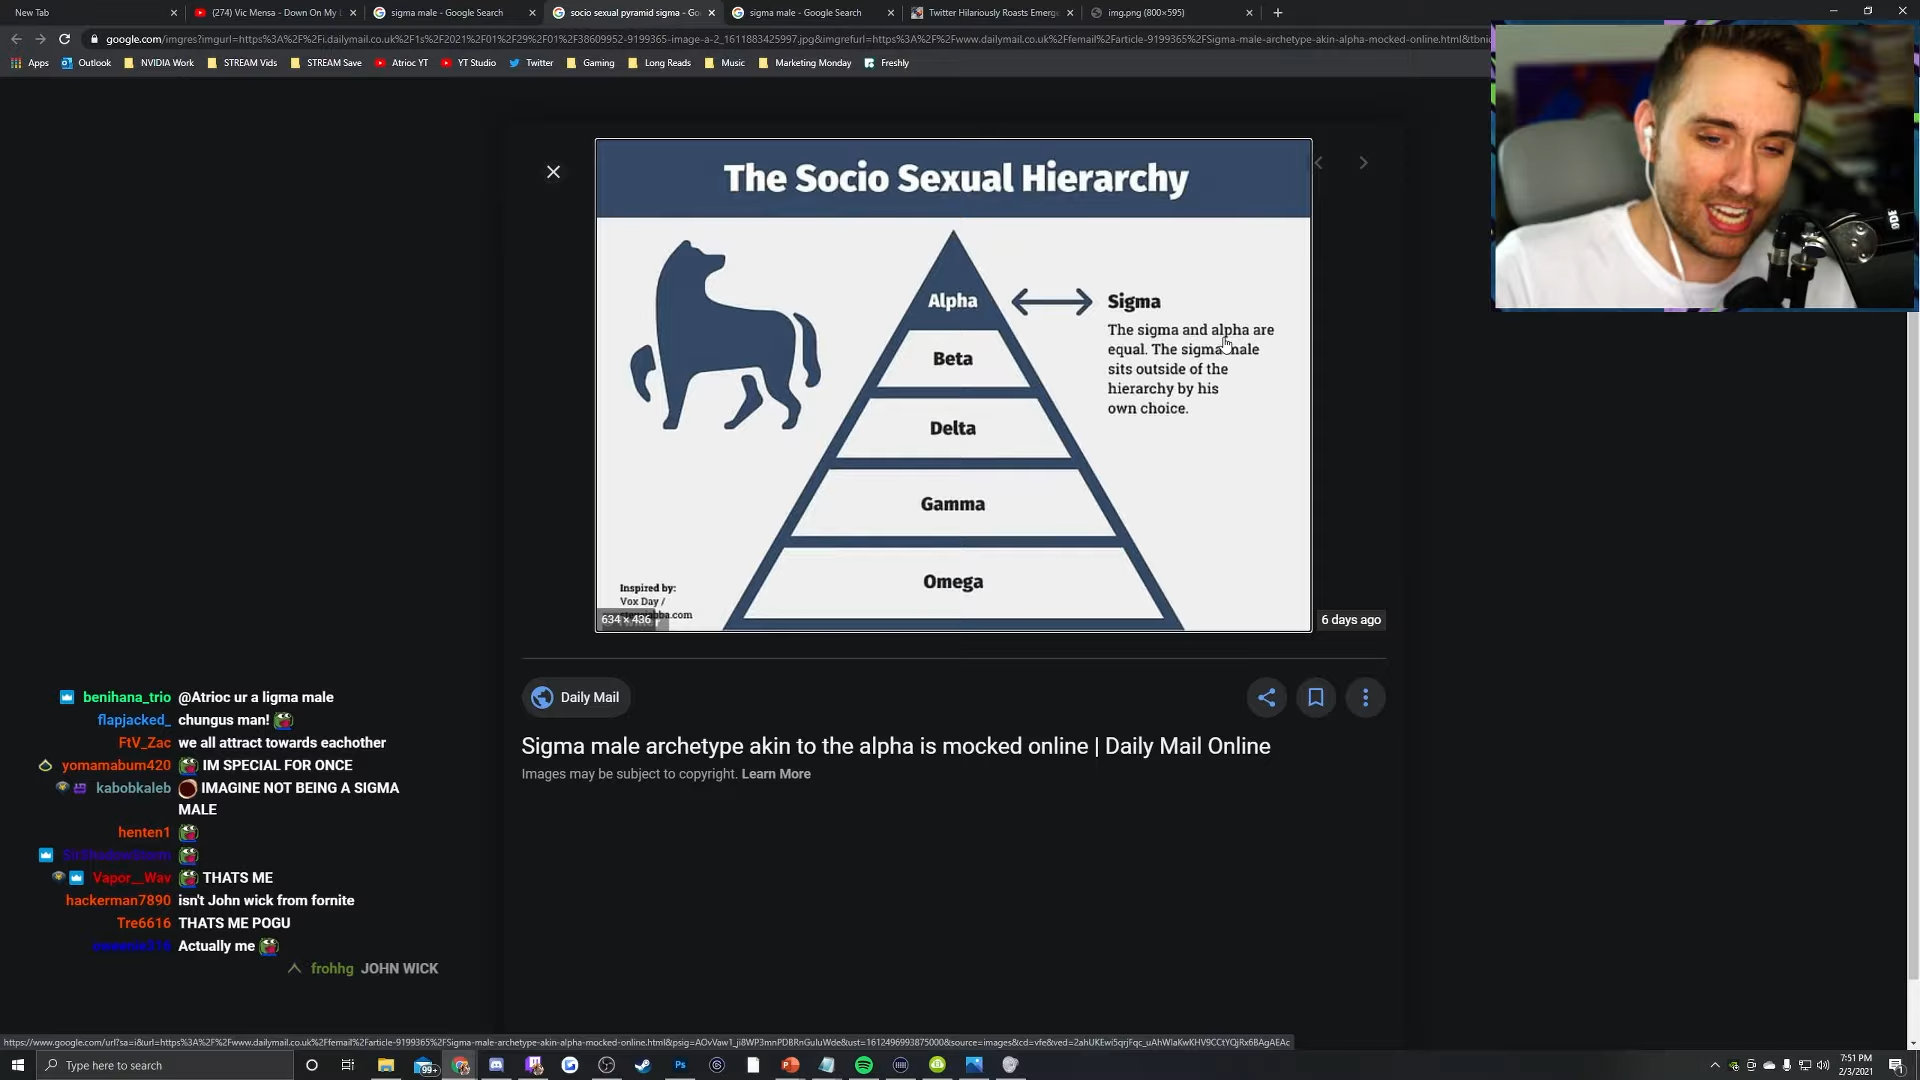 New Tab
(274) Vic Mensa - Down On My L
sigma male - Google Search
socio sexual pyramid sigma - Go
sigma male - Google Search
Twitter Hilariously Roasts Emerg
img.png (800×595)
google.com/imgres?imgurl=https%3A%2F%2Fi.dailymail.co.uk%2F1s%2F2021%2F01%2F29%2F01%2F38609952-9199365-image-a-2_1611883425997.jpg&imgrefurl=https%3A%2F%2Fwww.dailymail.co.uk%2Ffemail%2Farticle-9199365%2FSigma-male-archetype-akin-alpha-mocked-online.html&tbnid
Apps
Outlook
NVIDIA Work
STREAM Vids
STREAM Save
Atrioc YT
YT Studio
Twitter
Gaming
Long Reads
Music
Marketing Monday
Freshly
The Socio Sexual Hierarchy
Alpha
Beta
Delta
Gamma
Omega
Sigma
The sigma and alpha are
equal. The sigma male
sits outside of the
hierarchy by his
own choice.
Inspired by:
Vox Day /
634 × 436
6 days ago
Daily Mail
Sigma male archetype akin to the alpha is mocked online | Daily Mail Online
Images may be subject to copyright. Learn More
benihana_trio @Atrioc ur a ligma male
flapjacked_ chungus man!
FtV_Zac we all attract towards eachother
yomamabum420 IM SPECIAL FOR ONCE
kabobkaleb IMAGINE NOT BEING A SIGMA
MALE
henten1
Vapor__Wav THATS ME
hackerman7890 isn't John wick from fornite
Tre6616 THATS ME POGU
Actually me
frohhg JOHN WICK
Type here to search
99+
7:51 PM
2/3/2021